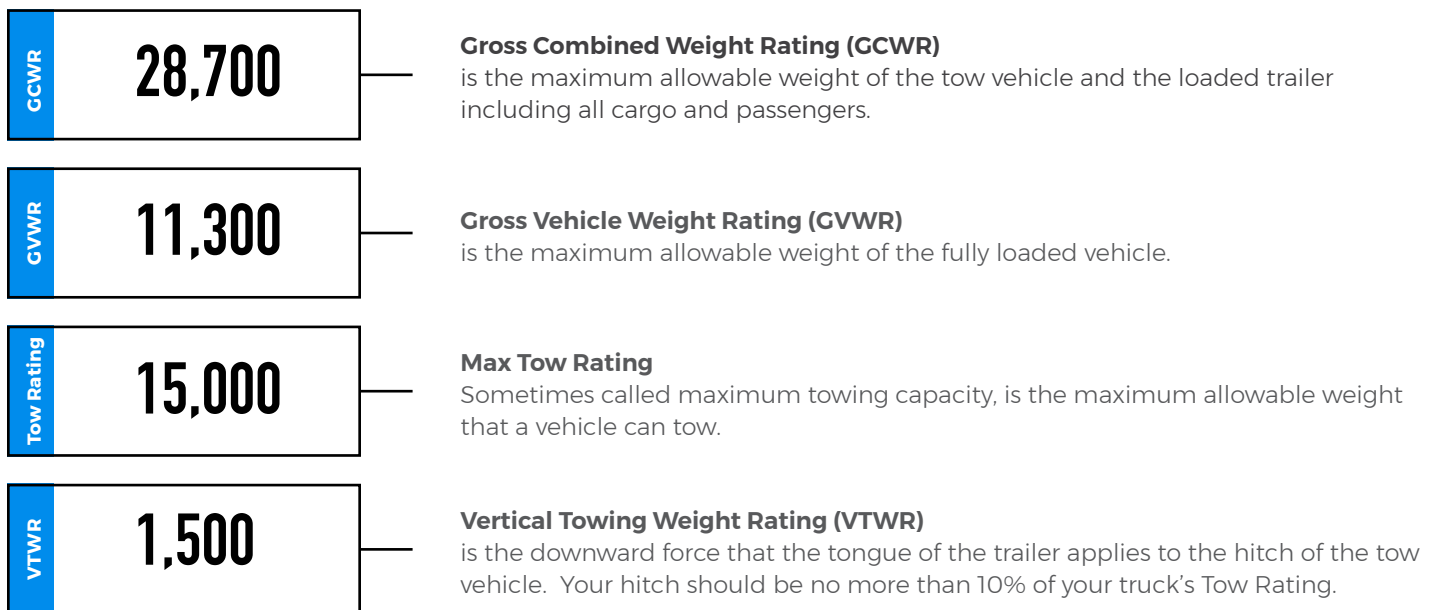 GCWR
28,700
Gross Combined Weight Rating (GCWR)
is the maximum allowable weight of the tow vehicle and the loaded trailer
including all cargo and passengers.
GVWR
11,300
Gross Vehicle Weight Rating (GVWR)
is the maximum allowable weight of the fully loaded vehicle.
Tow Rating
15,000
Max Tow Rating
Sometimes called maximum towing capacity, is the maximum allowable weight
that a vehicle can tow.
VTWR
1,500
Vertical Towing Weight Rating (VTWR)
is the downward force that the tongue of the trailer applies to the hitch of the tow
vehicle.  Your hitch should be no more than 10% of your truck's Tow Rating.